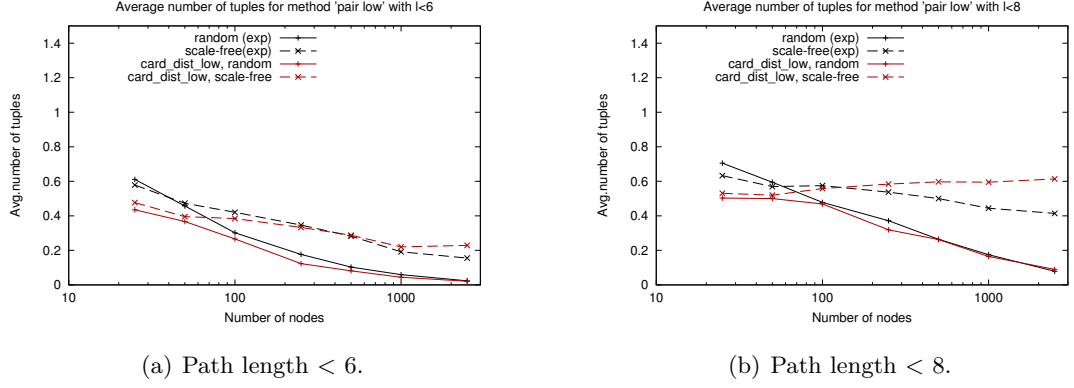 Average number of tuples for method 'pair low' with l<6
random (exp)
scale-free(exp)
card_dist_low, random
card_dist_low, scale-free
Avg.number of tuples
1.4
1.2
1
0.8
0.6
0.4
0.2
0
10
100
1000
Number of nodes
(a) Path length < 6.
Average number of tuples for method 'pair low' with l<8
random (exp)
scale-free(exp)
card_dist_low, random
card_dist_low, scale-free
Avg.number of tuples
1.4
1.2
1
0.8
0.6
0.4
0.2
0
10
100
1000
Number of nodes
(b) Path length < 8.